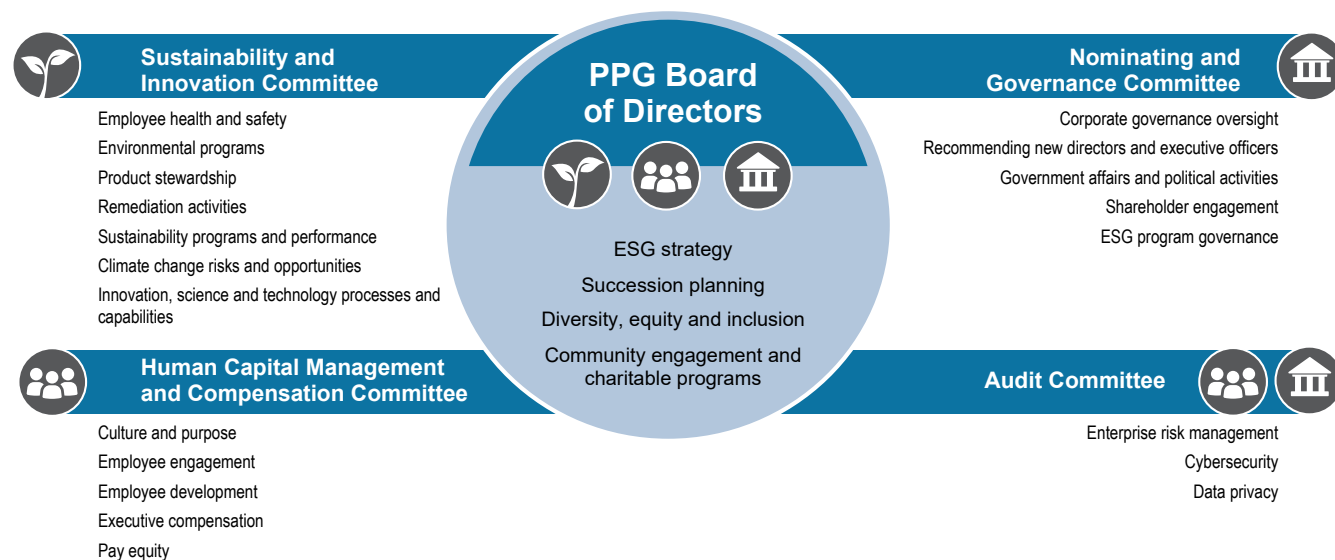 Sustainability and
Innovation Committee
Employee health and safety
Environmental programs
Product stewardship
Remediation activities
Sustainability programs and performance
Climate change risks and opportunities
Innovation, science and technology processes and
capabilities
PPG Board
of Directors
ESG strategy
Succession planning
Diversity, equity and inclusion
Community engagement and
charitable programs
Nominating and
Governance Committee
Corporate governance oversight
Recommending new directors and executive officers
Government affairs and political activities
Shareholder engagement
ESG program governance
Human Capital Management
and Compensation Committee
Culture and purpose
Employee engagement
Employee development
Executive compensation
Pay equity
Audit Committee
Enterprise risk management
Cybersecurity
Data privacy